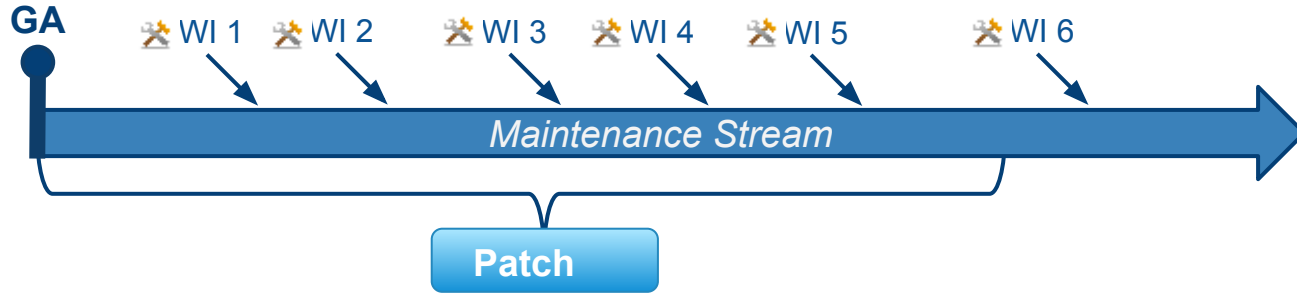 GA
WI 1
WI 2
WI 3
WI 4
WI 5
WI 6
Maintenance Stream
Patch